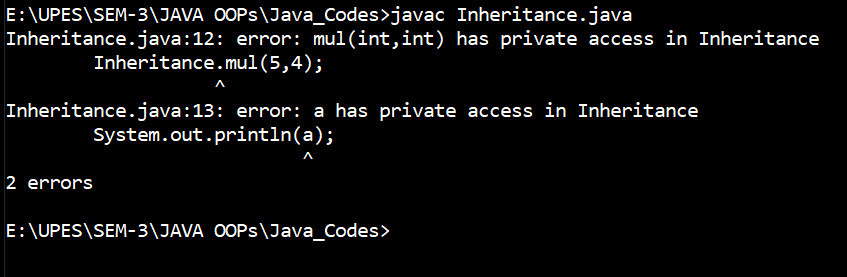 E:\UPES\SEM-3\JAVA OOPs\Java_Codes>javac Inheritance.java
Inheritance.java:12: error: mul(int,int) has private access in Inheritance
        Inheritance.mul(5,4);
                   ^
Inheritance.java:13: error: a has private access in Inheritance
        System.out.println(a);
                           ^
2 errors
E:\UPES\SEM-3\JAVA OOPs\Java_Codes>